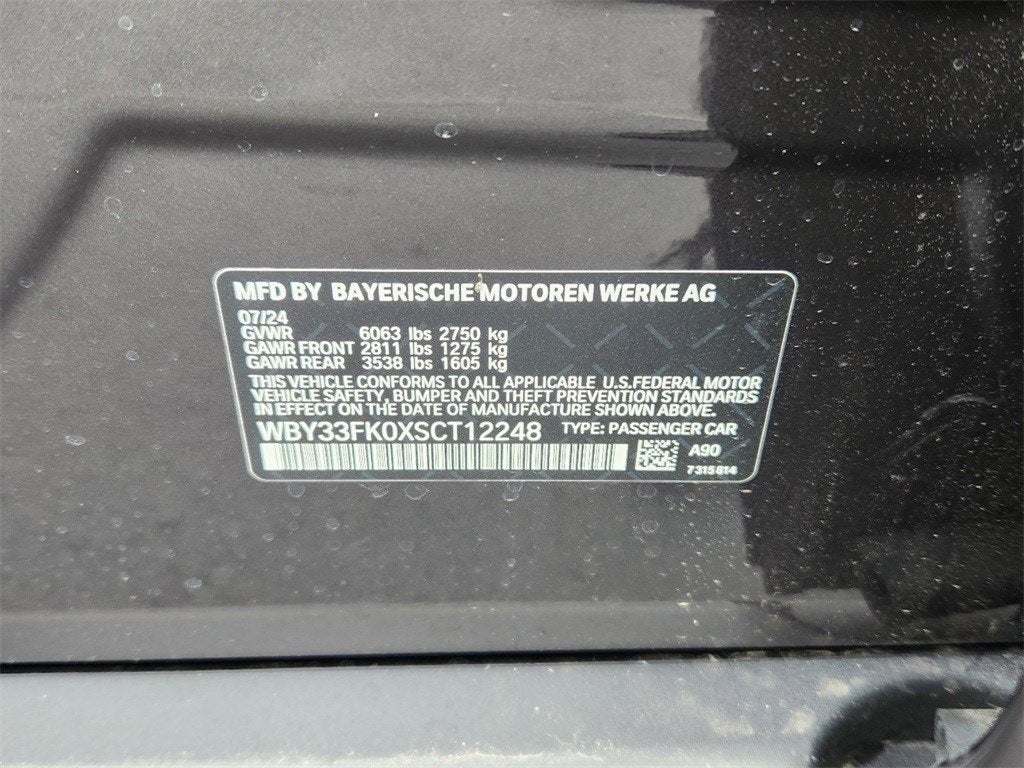 MFD BY BAYERISCHE MOTOREN WERKE AG
07/24
GVWR 6063 lbs 2750 kg
GAWR FRONT 2811 lbs 1275 kg
GAWR REAR 3538 lbs 1605 kg
THIS VEHICLE CONFORMS TO ALL APPLICABLE U.S.FEDERAL MOTOR
VEHICLE SAFETY, BUMPER AND THEFT PREVENTION STANDARDS
IN EFFECT ON THE DATE OF MANUFACTURE SHOWN ABOVE.
WBY33FK0XSCT12248 TYPE: PASSENGER CAR
A90
7315814